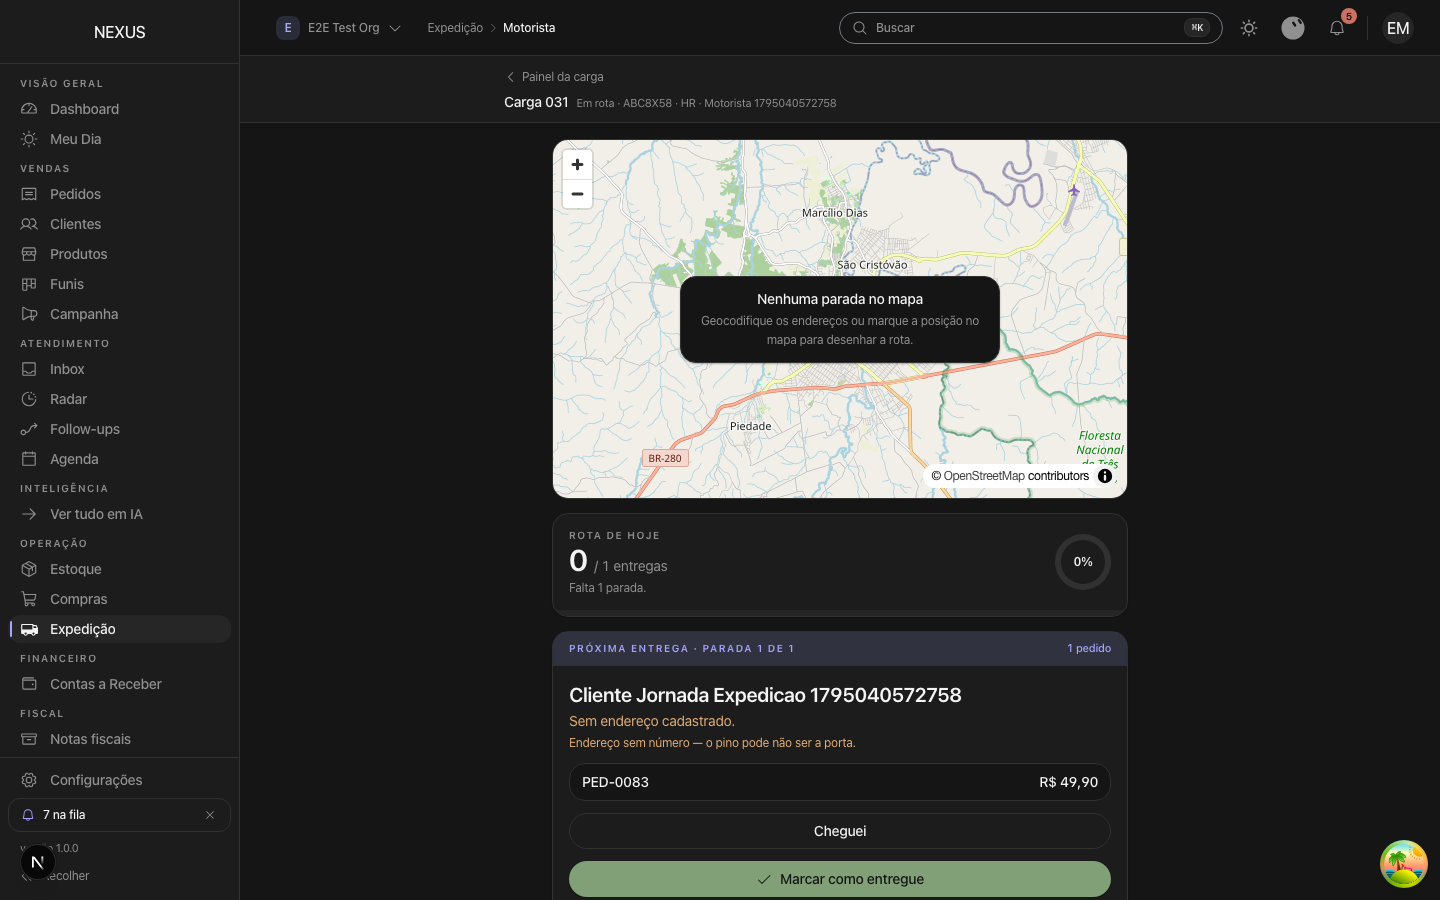 NEXUS
VISÃO GERAL
Dashboard
Meu Dia
VENDAS
Pedidos
Clientes
Produtos
Funis
Campanha
ATENDIMENTO
Inbox
Radar
Follow-ups
Agenda
INTELIGÊNCIA
Ver tudo em IA
OPERAÇÃO
Estoque
Compras
Expedição
FINANCEIRO
Contas a Receber
FISCAL
Notas fiscais
Configurações
7 na fila
1.0.0
N
E E2E Test Org Expedição Motorista
Buscar ⌘K
5
EM
Painel da carga
Carga 031 Em rota · ABC8X58 · HR · Motorista 1795040572758
+
−
Marcílio Dias
São Cristóvão
Nenhuma parada no mapa
Geocodifique os endereços ou marque a posição no
mapa para desenhar a rota.
Piedade
BR-280
Floresta
Nacional
de Três
© OpenStreetMap contributors
ROTA DE HOJE
0 / 1 entregas
Falta 1 parada.
0%
PRÓXIMA ENTREGA · PARADA 1 DE 1
1 pedido
Cliente Jornada Expedicao 1795040572758
Sem endereço cadastrado.
Endereço sem número — o pino pode não ser a porta.
PED-0083 R$ 49,90
Cheguei
Marcar como entregue